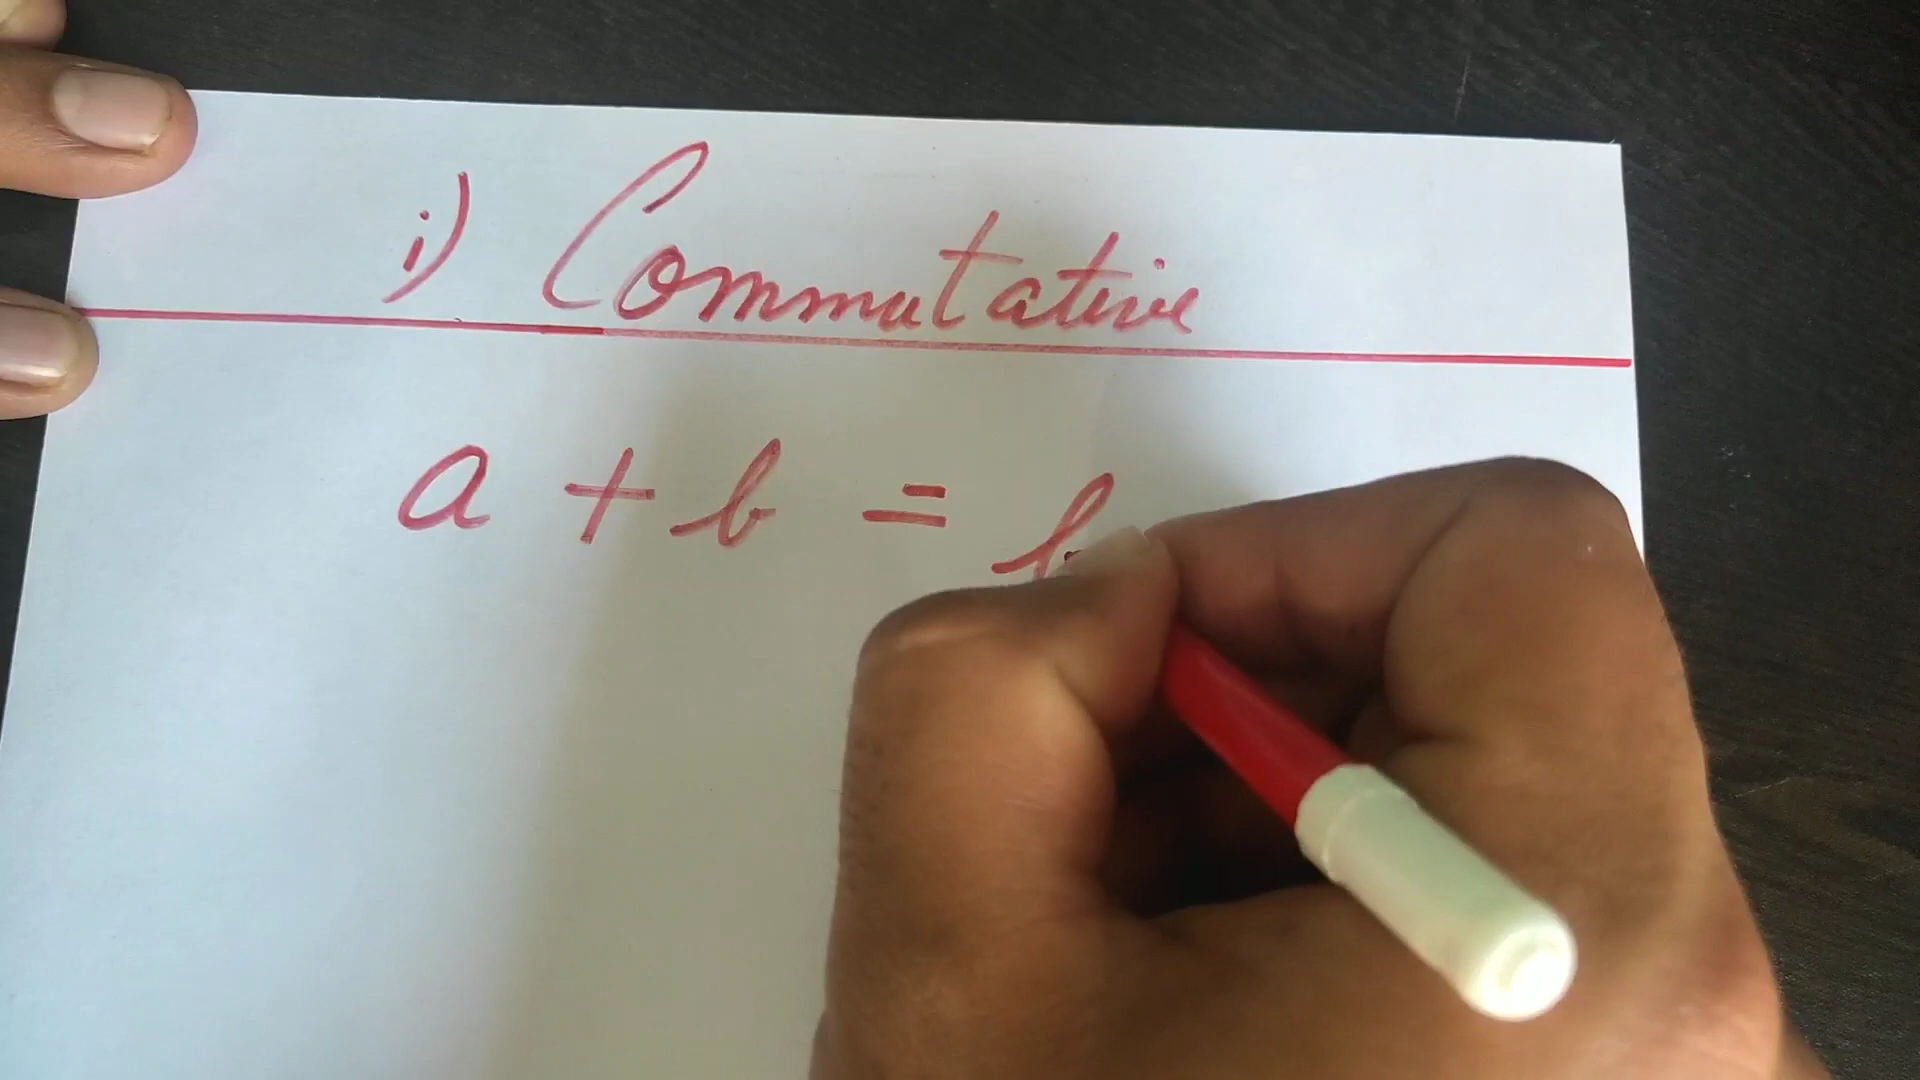 i) Commutative
a + b = b